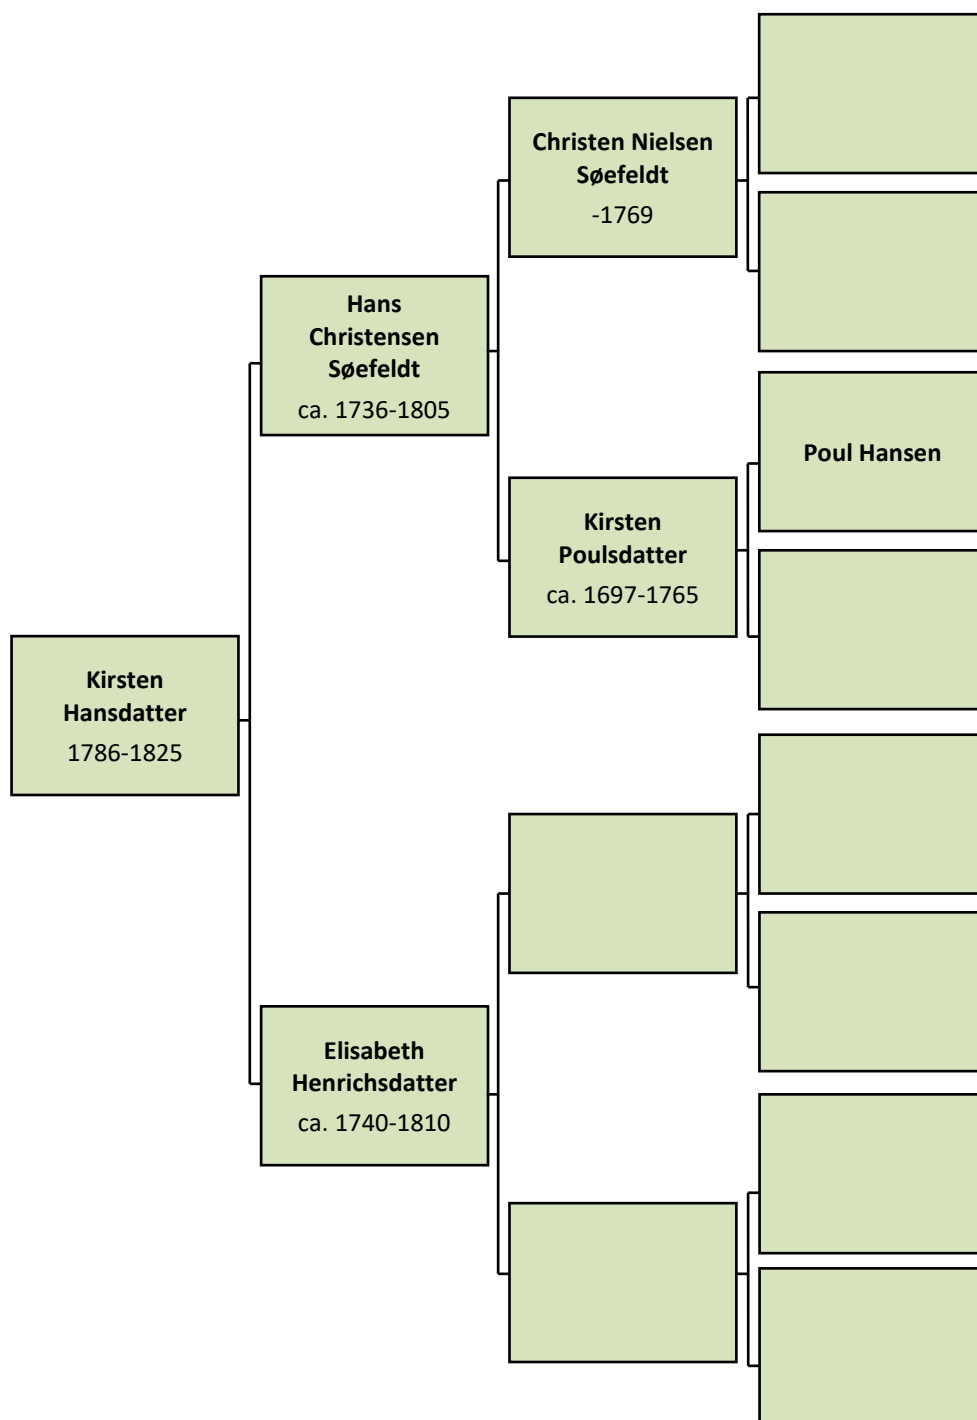 Christen Nielsen
Søefeldt
-1769
Hans
Christensen
Søefeldt
ca. 1736-1805
Poul Hansen
Kirsten
Poulsdatter
ca. 1697-1765
Kirsten
Hansdatter
1786-1825
Elisabeth
Henrichsdatter
ca. 1740-1810